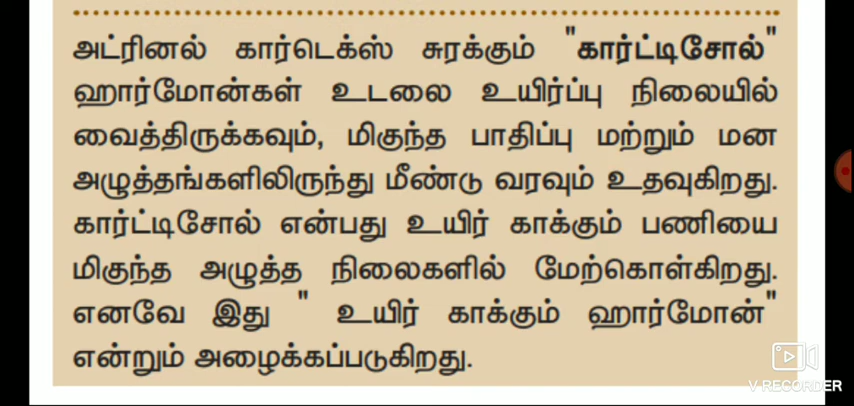 அட்ரினல் கார்டெக்ஸ் சுரக்கும் "கார்ட்டிசோல்"
ஹார்மோன்கள் உடலை உயிர்ப்பு நிலையில்
வைத்திருக்கவும், மிகுந்த பாதிப்பு மற்றும் மன
அழுத்தங்களிலிருந்து மீண்டு வரவும் உதவுகிறது.
கார்ட்டிசோல் என்பது உயிர் காக்கும் பணியை
மிகுந்த அழுத்த நிலைகளில் மேற்கொள்கிறது.
எனவே இது " உயிர் காக்கும் ஹார்மோன்"
என்றும் அழைக்கப்படுகிறது.
V-RECORDER